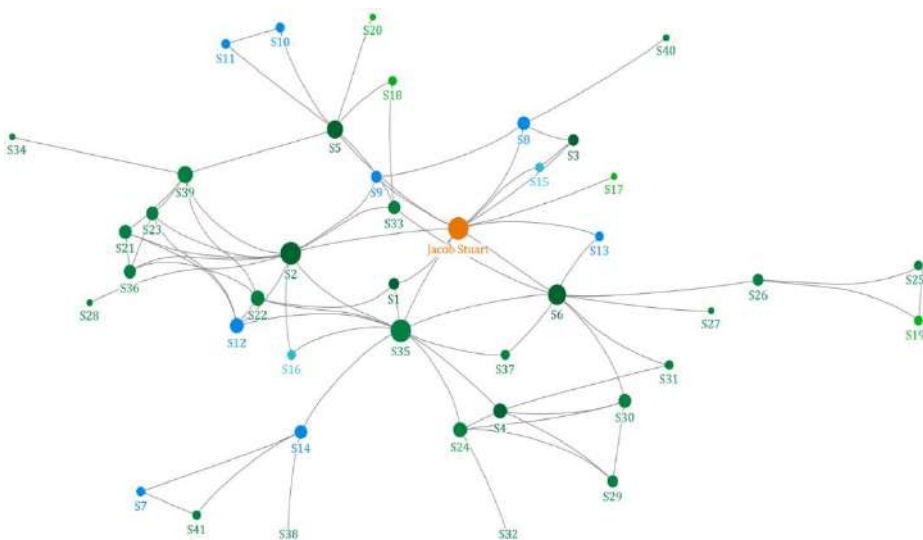 S20
S10
S11
S40
S18
S8
S34
S5
S3
S15
S39
S9
S17
S23
S33
S21
Jacob Stuart
S13
S2
S36
S1
S25
S26
S28
S22
S6
S27
S12
S35
S19
S16
S37
S31
S4
S30
S14
S24
S29
S7
S41
S38
S32